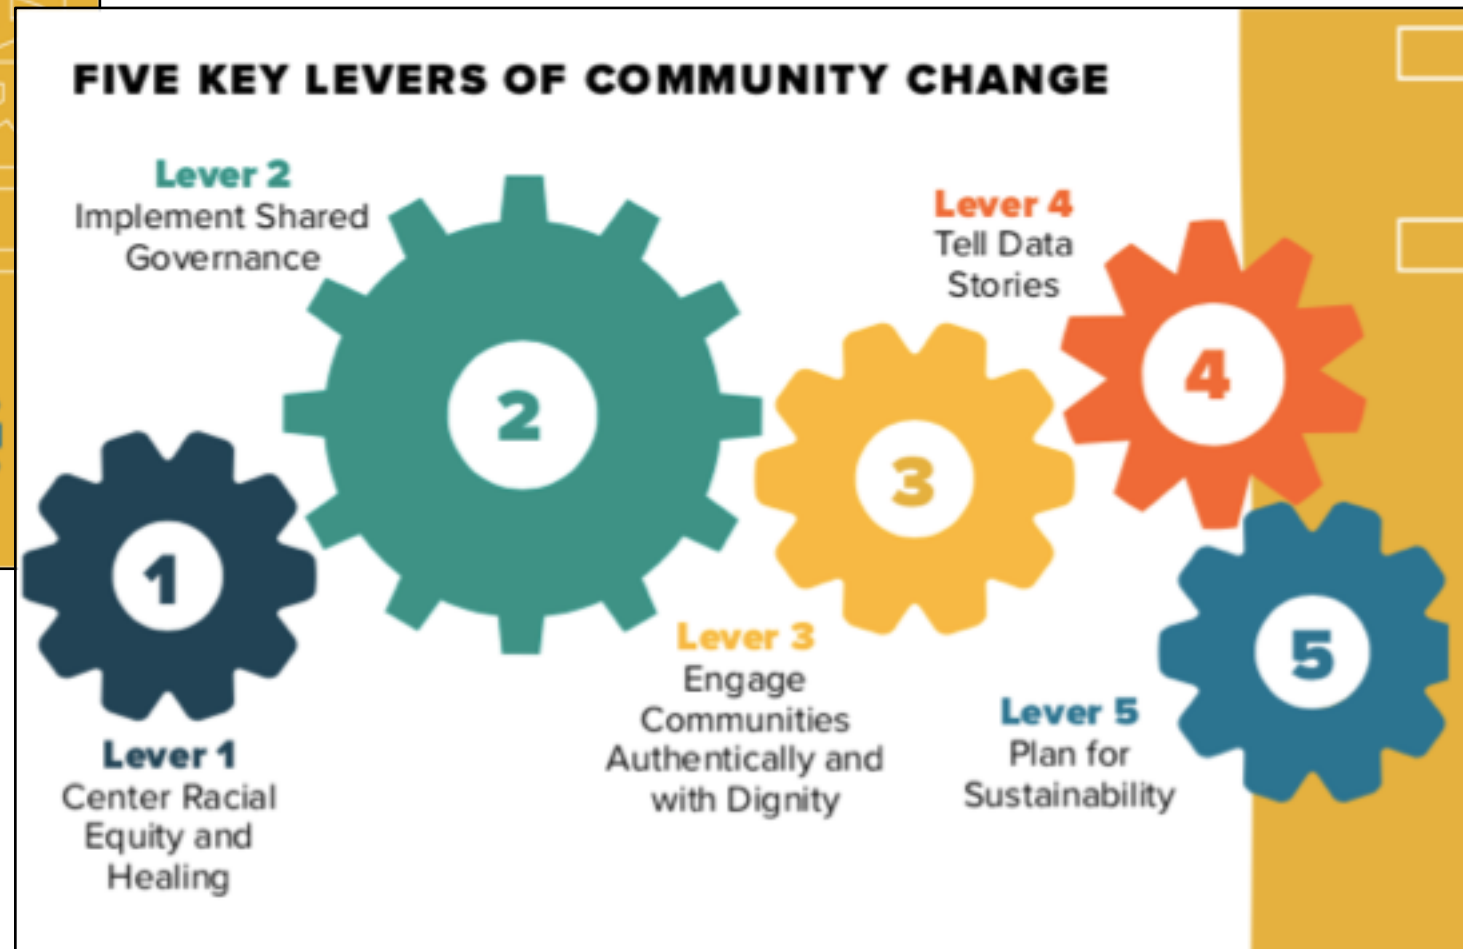 FIVE KEY LEVERS OF COMMUNITY CHANGE
Lever 2
Implement Shared
Governance
Lever 4
Tell Data
Stories
2
4
3
1
Lever 3
Engage
Communities
Authentically and
with Dignity
5
Lever 5
Plan for
Sustainability
Lever 1
Center Racial
Equity and
Healing